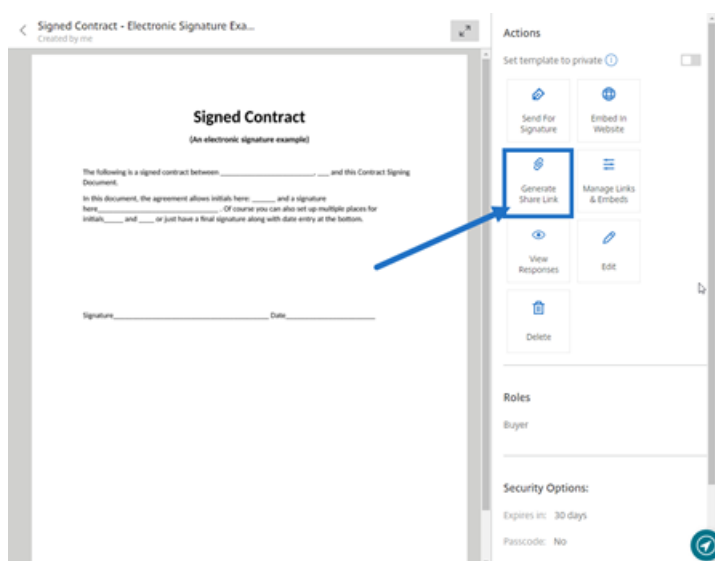 Signed Contract - Electronic Signature Exa...
Created by me
Signed Contract
(An electronic signature example)
The following is a signed contract between ____________________________, ___ and this Contract Signing
Document.
In this document, the agreement allows initials here: ______ and a signature
here___________________________________ . Of course you can also set up multiple places for
initials_____ and ____ or just have a final signature along with date entry at the bottom.
Signature_____________________________________________ Date__________________________
Actions
Set template to private
Send For
Signature
Embed in
Website
Generate
Share Link
Manage Links
& Embeds
View
Responses
Edit
Delete
Roles
Buyer
Security Options:
Expires in: 30 days
Passcode: No